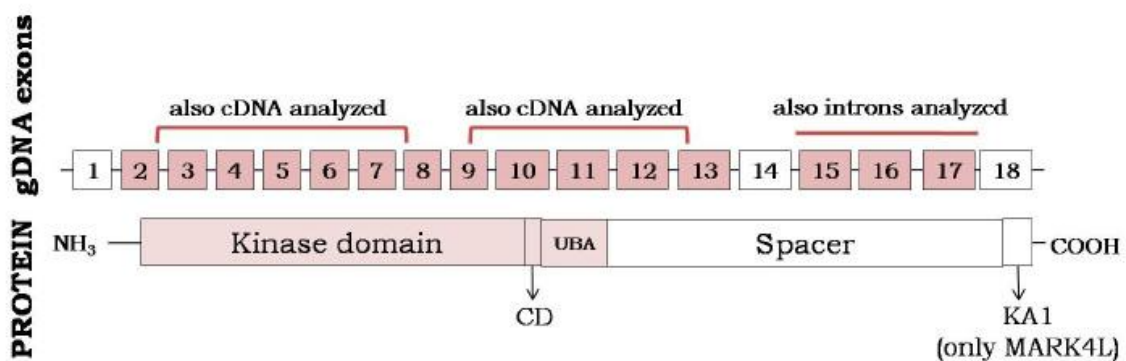 gDNA exons
also cDNA analyzed also cDNA analyzed also introns analyzed
1 2 3 4 5 6 7 8 9 10 11 12 13 14 15 16 17 18
PROTEIN
NH3 Kinase domain UBA Spacer COOH
CD KA1
(only MARK4L)